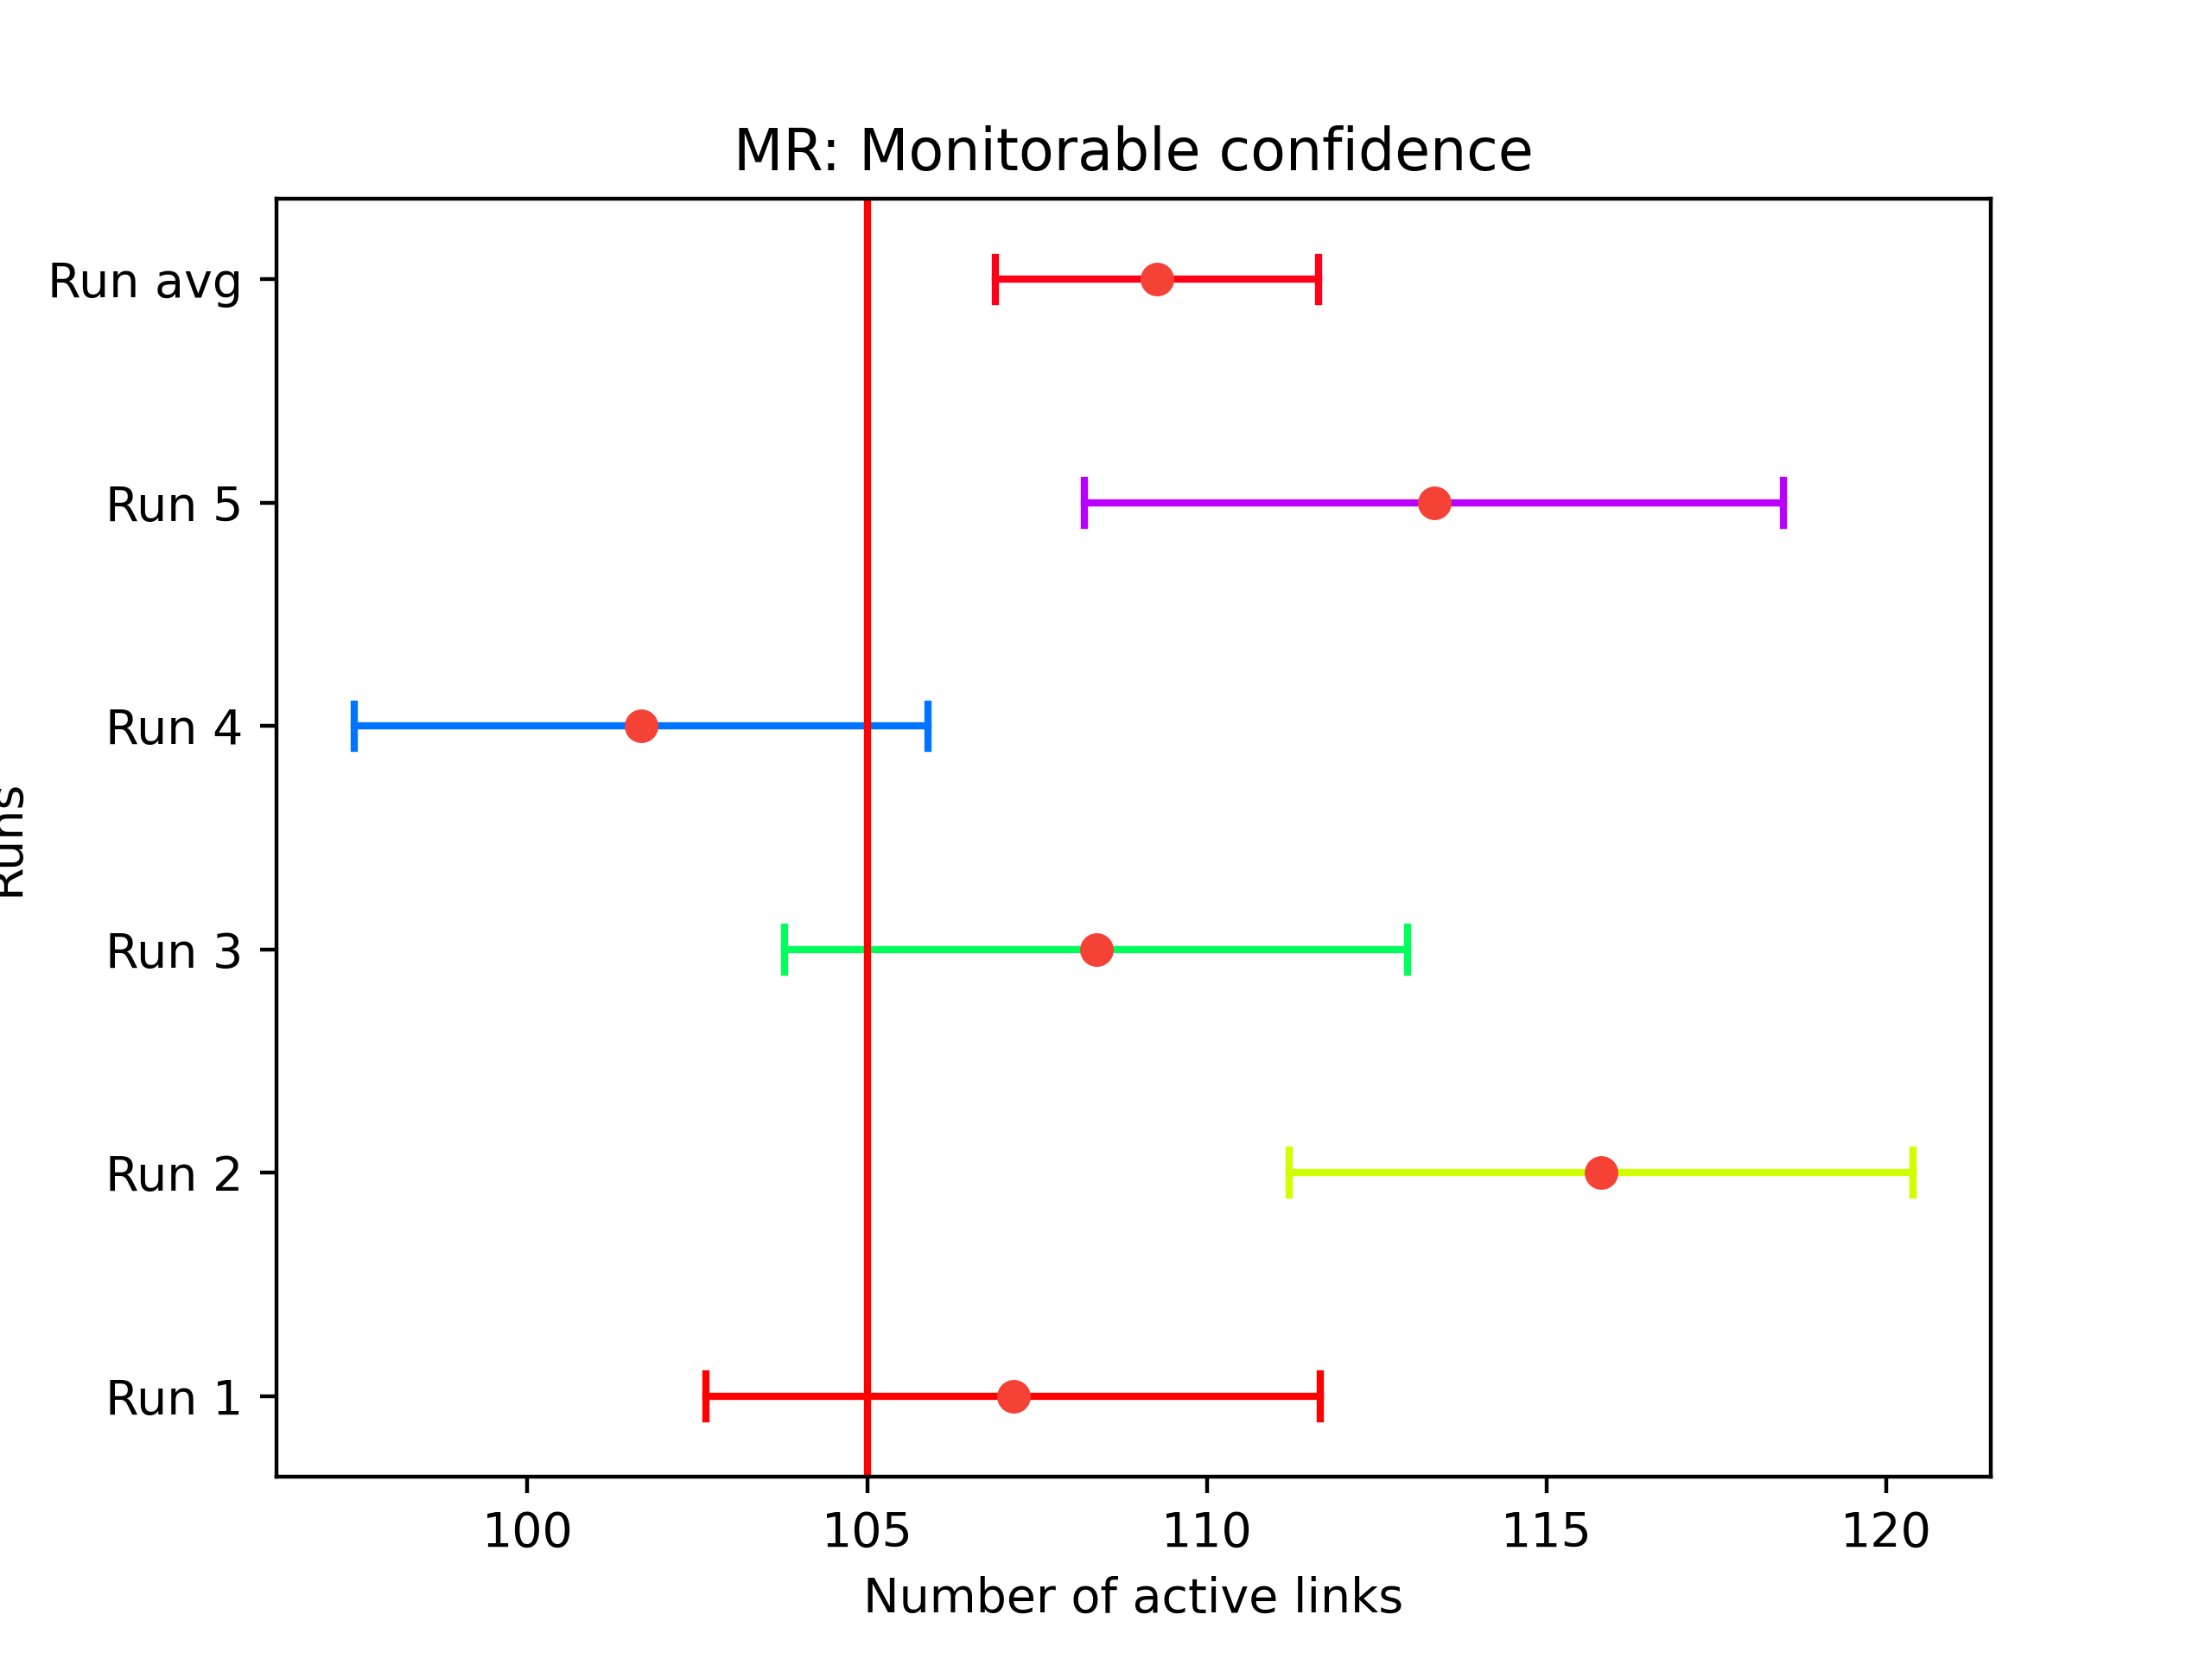 MR: Monitorable confidence
Run avg
Run 5
Run 4
Run 3
Run 2
Run 1
Runs
100 105 110 115 120
Number of active links